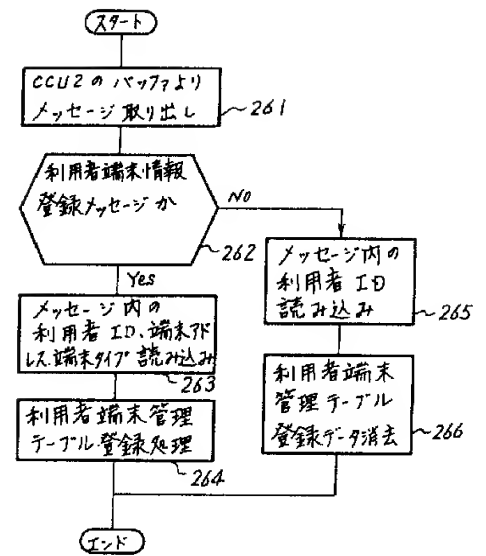 スタート
CCU2のバッファより
メッセージ取り出し
261
利用者端末情報
登録メッセージか
No
262
Yes
メッセージ内の
利用者ID
読み込み
265
メッセージ内の
利用者ID、端末アド
レス、端末タイプ読み込み
263
利用者端末
管理テーブル
登録データ消去
266
利用者端末管理
テーブル登録処理
264
エンド